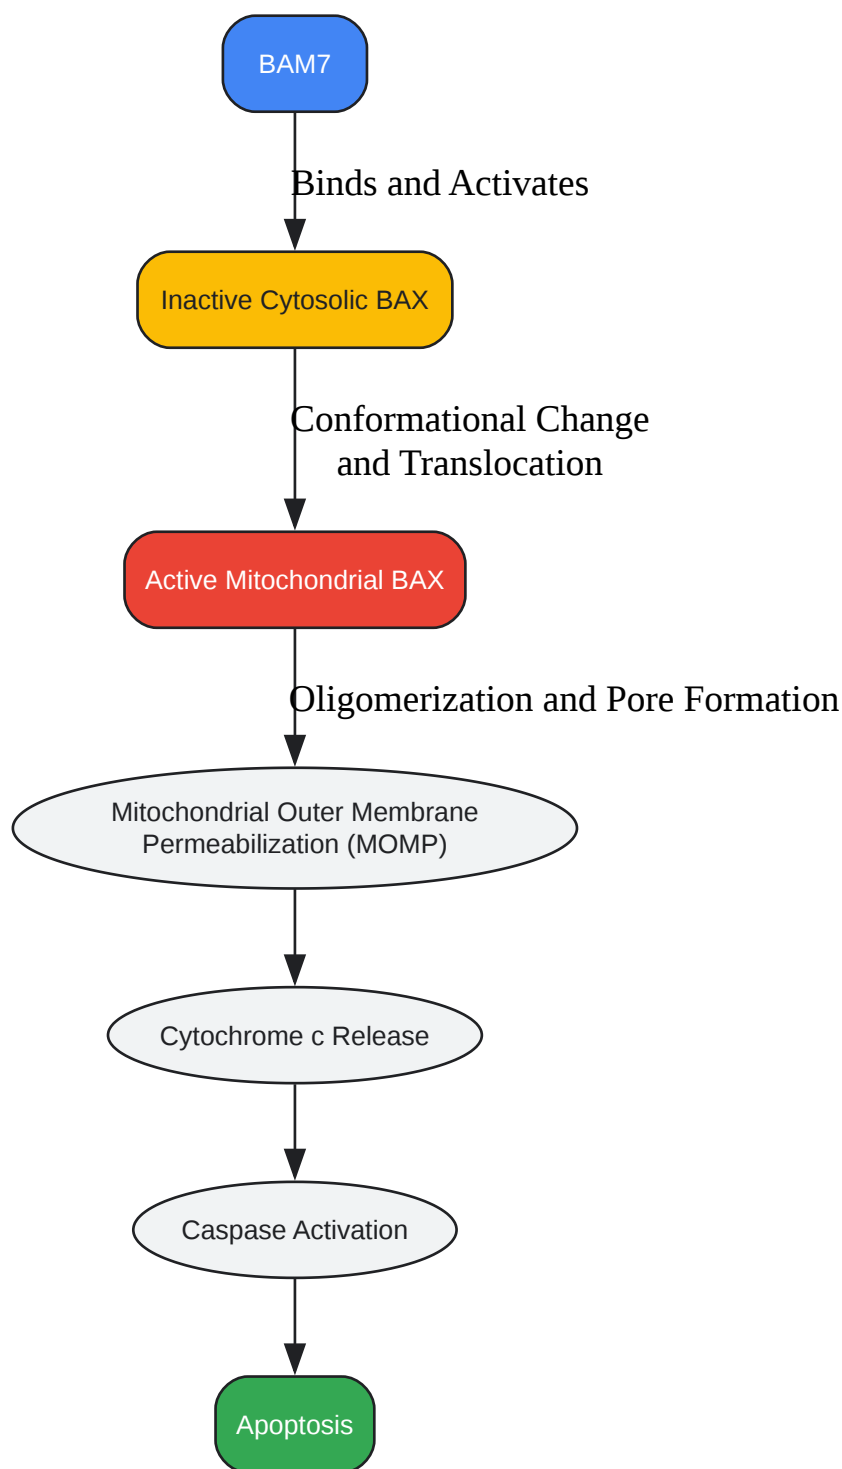 BAM7
Binds and Activates
Inactive Cytosolic BAX
Conformational Change
and Translocation
Active Mitochondrial BAX
Oligomerization and Pore Formation
Mitochondrial Outer Membrane
Permeabilization (MOMP)
Cytochrome c Release
Caspase Activation
Apoptosis